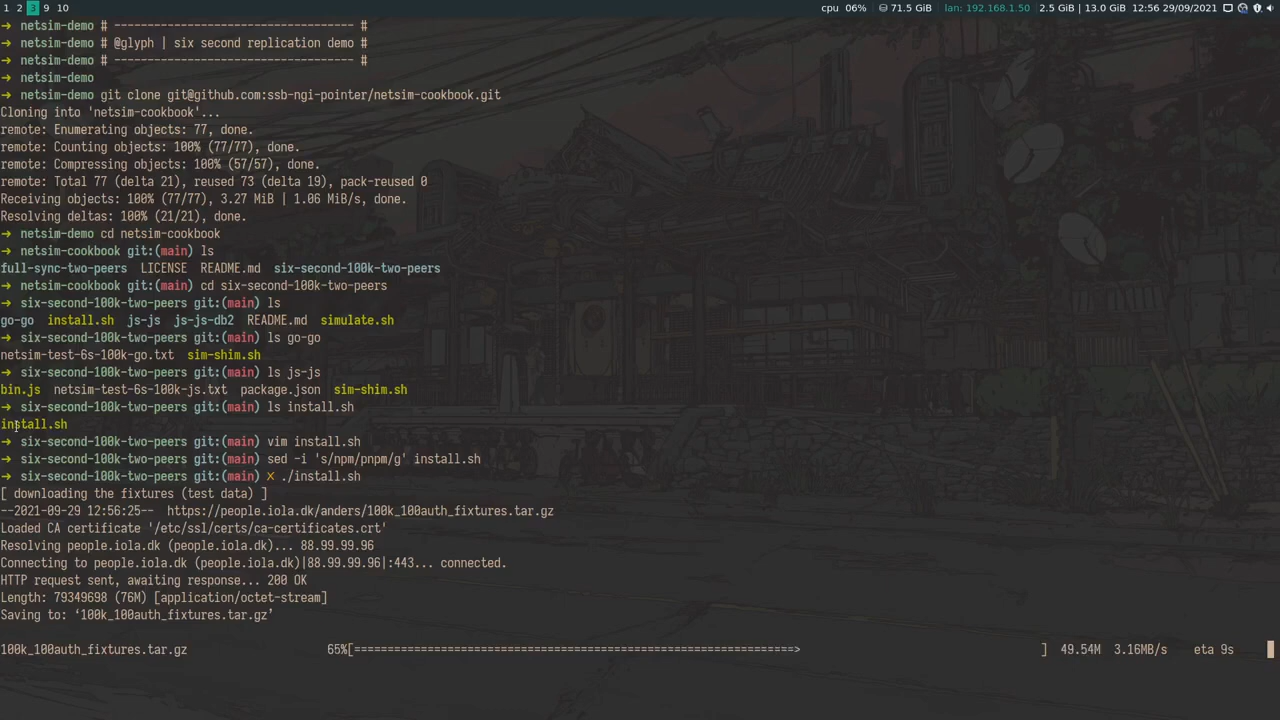 1 2 3 9 10 cpu 06% 71.5 GiB lan: 192.168.1.50 2.5 GiB | 13.0 GiB 12:56 29/09/2021
➜ netsim-demo # ----------------------------------- #
➜ netsim-demo # @glyph | six second replication demo #
➜ netsim-demo # ----------------------------------- #
➜ netsim-demo
➜ netsim-demo git clone git@github.com:ssb-ngi-pointer/netsim-cookbook.git
Cloning into 'netsim-cookbook'...
remote: Enumerating objects: 77, done.
remote: Counting objects: 100% (77/77), done.
remote: Compressing objects: 100% (57/57), done.
remote: Total 77 (delta 21), reused 73 (delta 19), pack-reused 0
Receiving objects: 100% (77/77), 3.27 MiB | 1.06 MiB/s, done.
Resolving deltas: 100% (21/21), done.
➜ netsim-demo cd netsim-cookbook
➜ netsim-cookbook git:(main) ls
full-sync-two-peers LICENSE README.md six-second-100k-two-peers
➜ netsim-cookbook git:(main) cd six-second-100k-two-peers
➜ six-second-100k-two-peers git:(main) ls
go-go install.sh js-js js-js-db2 README.md simulate.sh
➜ six-second-100k-two-peers git:(main) ls go-go
netsim-test-6s-100k-go.txt sim-shim.sh
➜ six-second-100k-two-peers git:(main) ls js-js
bin.js netsim-test-6s-100k-js.txt package.json sim-shim.sh
➜ six-second-100k-two-peers git:(main) ls install.sh
install.sh
➜ six-second-100k-two-peers git:(main) vim install.sh
➜ six-second-100k-two-peers git:(main) sed -i 's/npm/pnpm/g' install.sh
➜ six-second-100k-two-peers git:(main) ✗ ./install.sh
[ downloading the fixtures (test data) ]
--2021-09-29 12:56:25-- https://people.iola.dk/anders/100k_100auth_fixtures.tar.gz
Loaded CA certificate '/etc/ssl/certs/ca-certificates.crt'
Resolving people.iola.dk (people.iola.dk)... 88.99.99.96
Connecting to people.iola.dk (people.iola.dk)|88.99.99.96|:443... connected.
HTTP request sent, awaiting response... 200 OK
Length: 79349698 (76M) [application/octet-stream]
Saving to: ‘100k_100auth_fixtures.tar.gz’
100k_100auth_fixtures.tar.gz 65%[==================================================================> ] 49.54M 3.16MB/s eta 9s